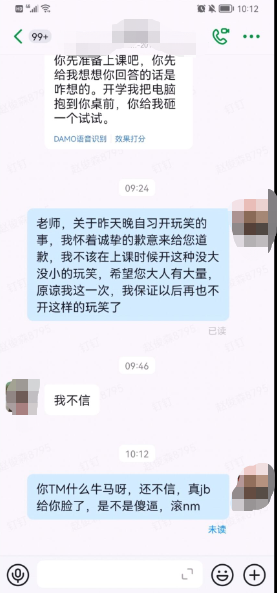 10:12
99+
你先准备上课吧，你先
给我想想你回答的话是
咋想的。开学我把电脑
抱到你桌前，你给我砸
一个试试。
DAMO语音识别 效果打分
09:24
老师，关于昨天晚自习开玩笑的
事，我怀着诚挚的歉意来给您道
歉，我不该在上课时候开这种没大
没小的玩笑，希望您大人有大量，
原谅我这一次，我保证以后再也不
开这样的玩笑了
已读
09:46
我不信
10:12
你TM什么牛马呀，还不信，真jb
给你脸了，是不是傻逼，滚nm
未读